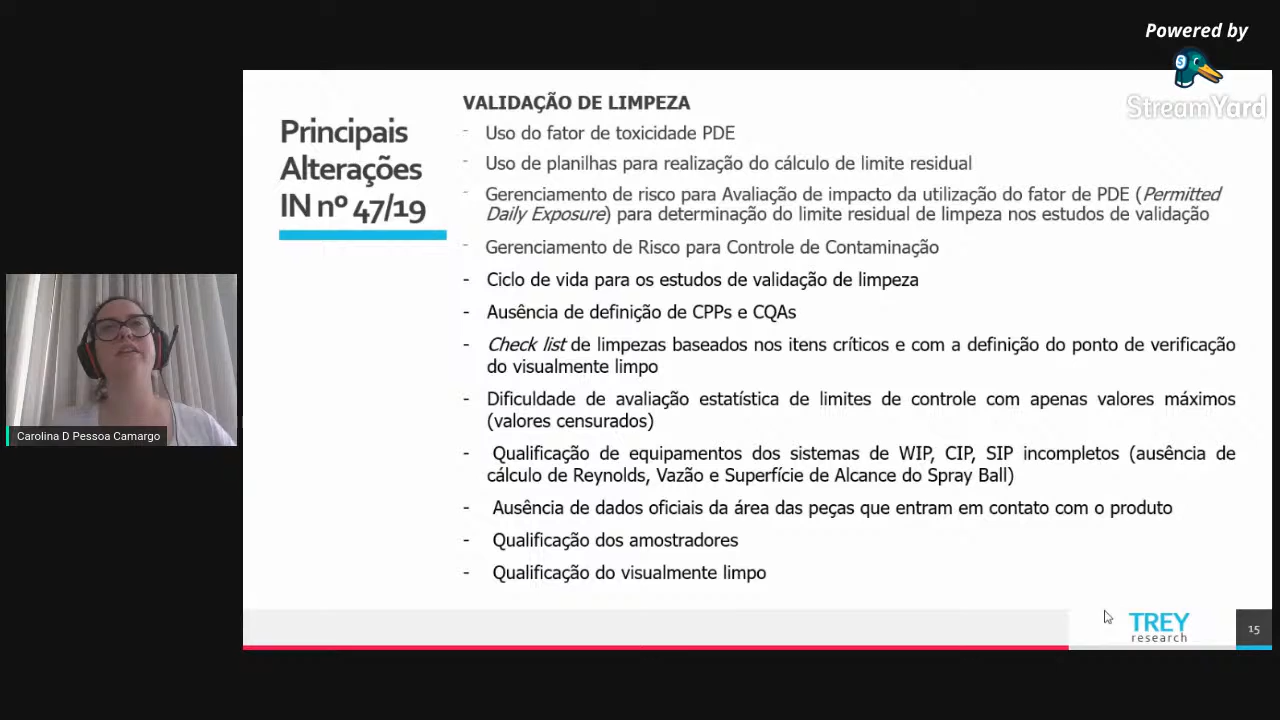 Powered by
StreamYard
Principais
Alterações
IN nº 47/19
VALIDAÇÃO DE LIMPEZA
- Uso do fator de toxicidade PDE
- Uso de planilhas para realização do cálculo de limite residual
- Gerenciamento de risco para Avaliação de impacto da utilização do fator de PDE (Permitted
Daily Exposure) para determinação do limite residual de limpeza nos estudos de validação
- Gerenciamento de Risco para Controle de Contaminação
- Ciclo de vida para os estudos de validação de limpeza
- Ausência de definição de CPPs e CQAs
- Check list de limpezas baseados nos itens críticos e com a definição do ponto de verificação
do visualmente limpo
- Dificuldade de avaliação estatística de limites de controle com apenas valores máximos
(valores censurados)
- Qualificação de equipamentos dos sistemas de WIP, CIP, SIP incompletos (ausência de
cálculo de Reynolds, Vazão e Superfície de Alcance do Spray Ball)
- Ausência de dados oficiais da área das peças que entram em contato com o produto
- Qualificação dos amostradores
- Qualificação do visualmente limpo
Carolina D Pessoa Camargo
TREY
research
15